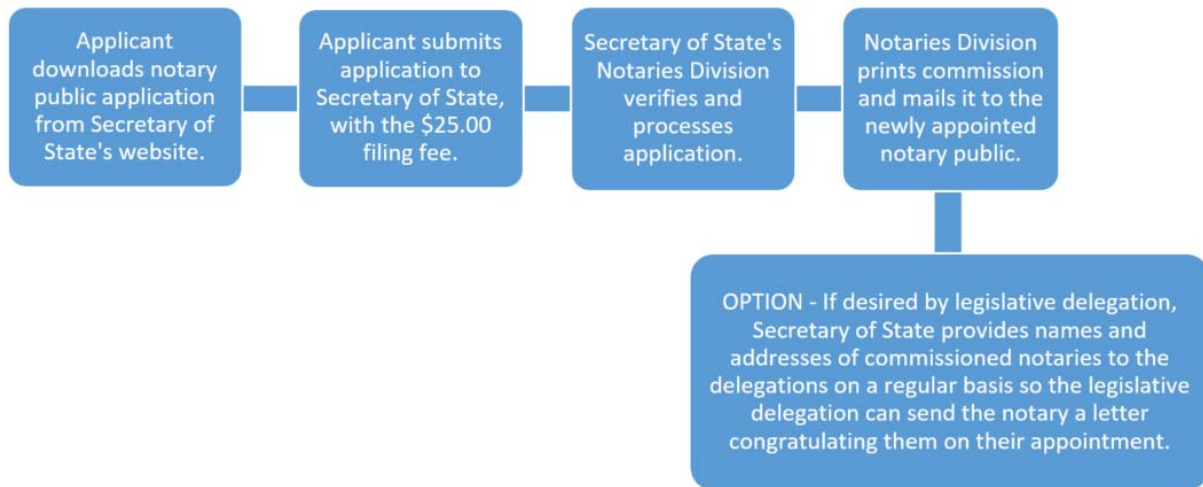 Applicant
downloads notary
public application
from Secretary of
State's website.
Applicant submits
application to
Secretary of State,
with the $25.00
filing fee.
Secretary of State's
Notaries Division
verifies and
processes
application.
Notaries Division
prints commission
and mails it to the
newly appointed
notary public.
OPTION - If desired by legislative delegation,
Secretary of State provides names and
addresses of commissioned notaries to the
delegations on a regular basis so the legislative
delegation can send the notary a letter
congratulating them on their appointment.